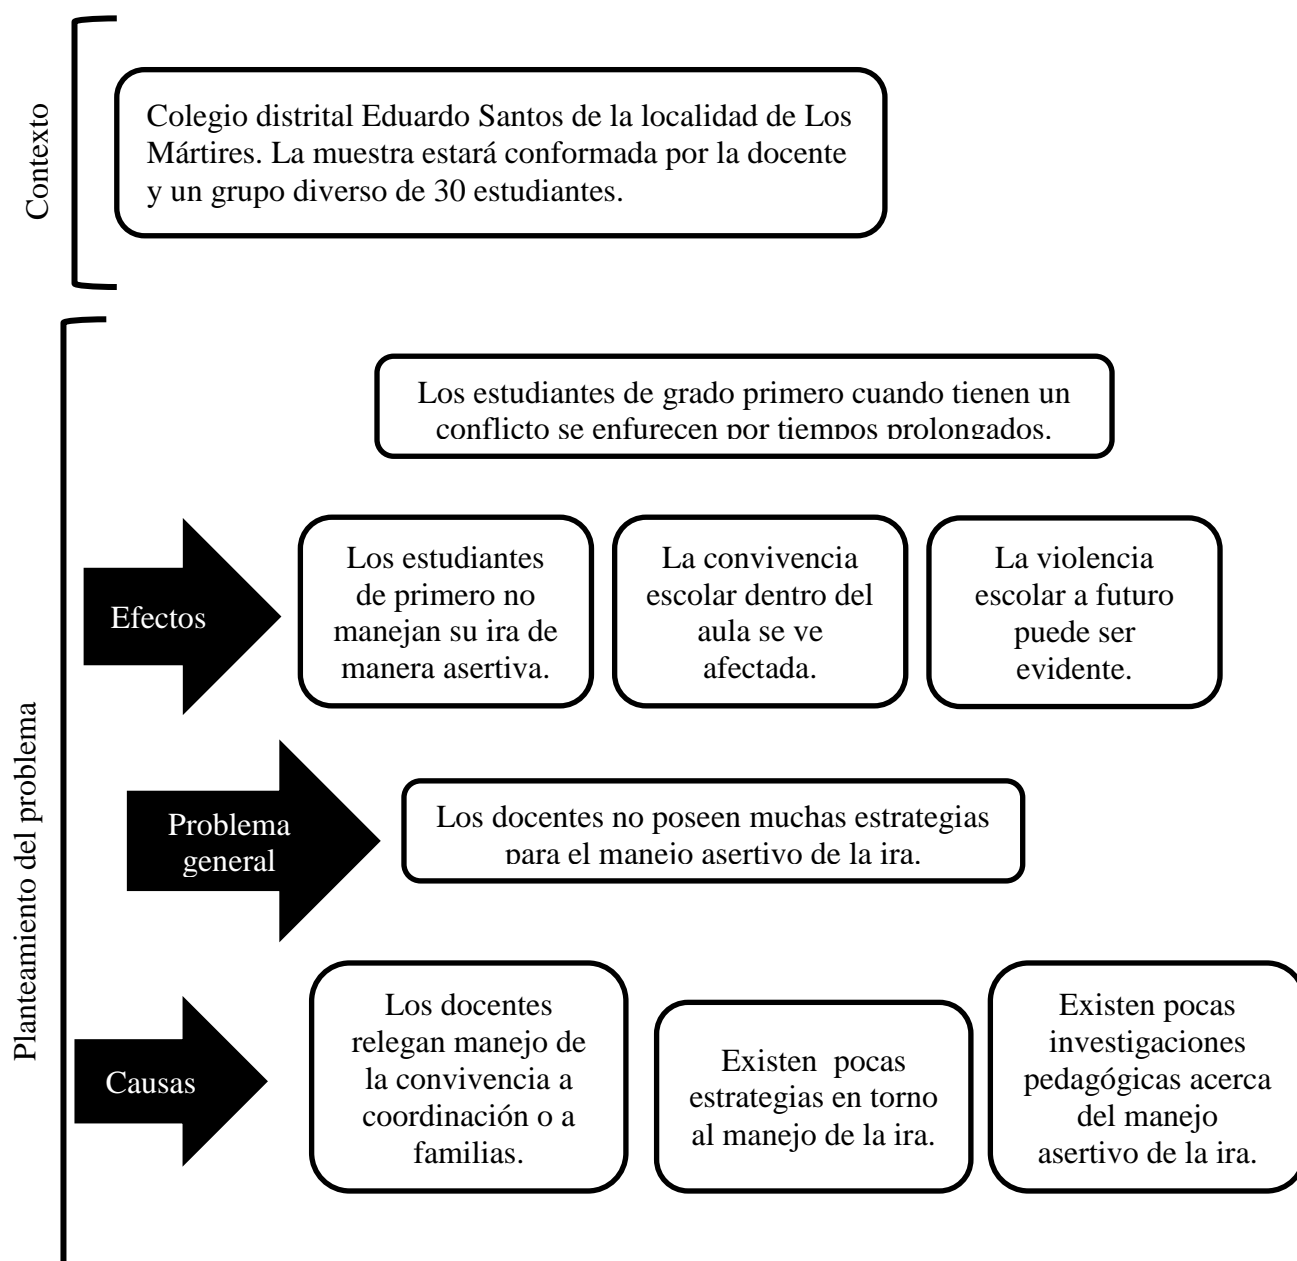 Contexto
Colegio distrital Eduardo Santos de la localidad de Los
Mártires. La muestra estará conformada por la docente
y un grupo diverso de 30 estudiantes.
Planteamiento del problema
Los estudiantes de grado primero cuando tienen un
conflicto se enfurecen por tiempos prolongados.
Efectos
Los estudiantes
de primero no
manejan su ira de
manera asertiva.
La convivencia
escolar dentro del
aula se ve
afectada.
La violencia
escolar a futuro
puede ser
evidente.
Problema
general
Los docentes no poseen muchas estrategias
para el manejo asertivo de la ira.
Causas
Los docentes
relegan manejo de
la convivencia a
coordinación o a
familias.
Existen  pocas
estrategias en torno
al manejo de la ira.
Existen pocas
investigaciones
pedagógicas acerca
del manejo
asertivo de la ira.